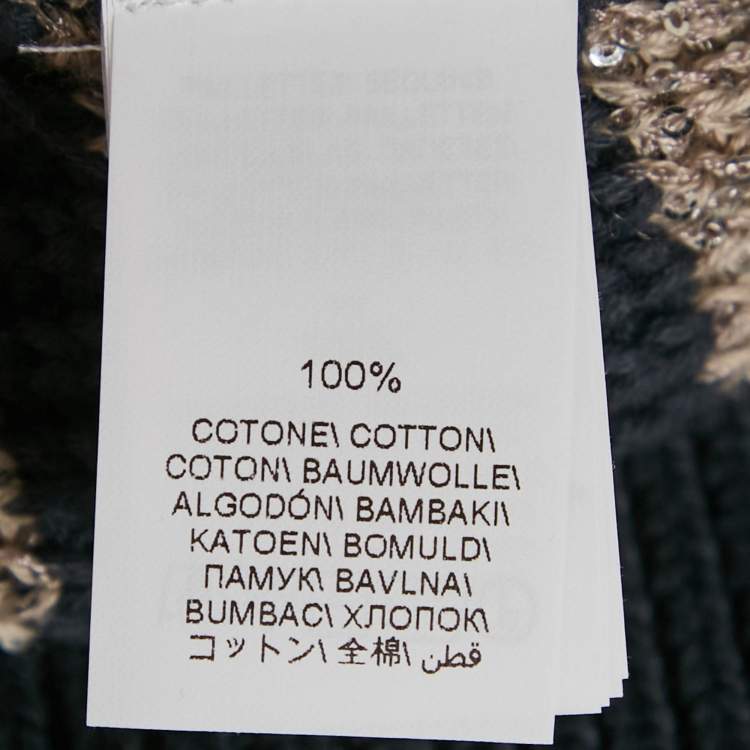 100%
COTONE\ COTTON\
COTON\ BAUMWOLLE\
ALGODÓN\ BAMBAKI\
KATOEN\ BOMULD\
ПАМУК\ BAVLNA\
BUMBAC\ ХЛОПОК\
コットン\ 全棉\ قطن